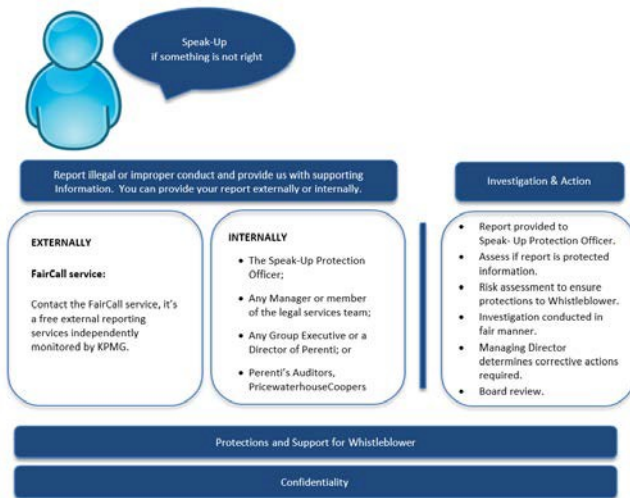 Speak-Up
if something is not right
Report illegal or improper conduct and provide us with supporting
Information. You can provide your report externally or internally.
EXTERNALLY
FairCall service:
Contact the FairCall service, it's
a free external reporting
services independently
monitored by KPMG.
INTERNALLY
• The Speak-Up Protection
Officer;
• Any Manager or member
of the legal services team;
• Any Group Executive or a
Director of Perenti; or
• Perenti's Auditors,
PricewaterhouseCoopers
Investigation & Action
• Report provided to
Speak- Up Protection Officer.
• Assess if report is protected
information.
• Risk assessment to ensure
protections to Whistleblower.
• Investigation conducted in
fair manner.
• Managing Director
determines corrective actions
required.
• Board review.
Protections and Support for Whistleblower
Confidentiality